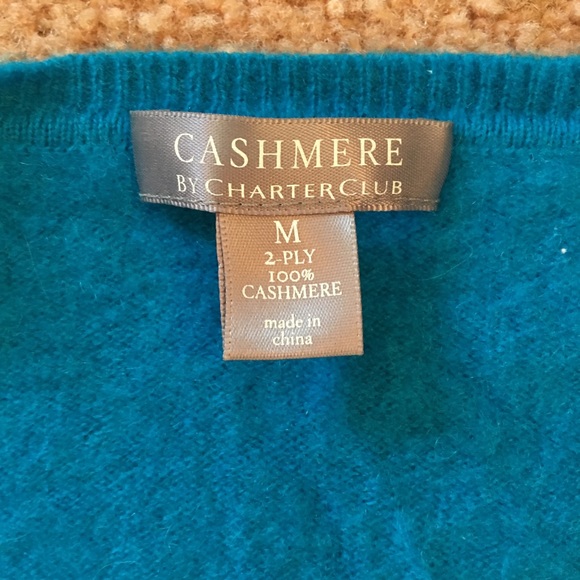 CASHMERE
BY CHARTER CLUB
M
2-PLY
100%
CASHMERE
made in
china